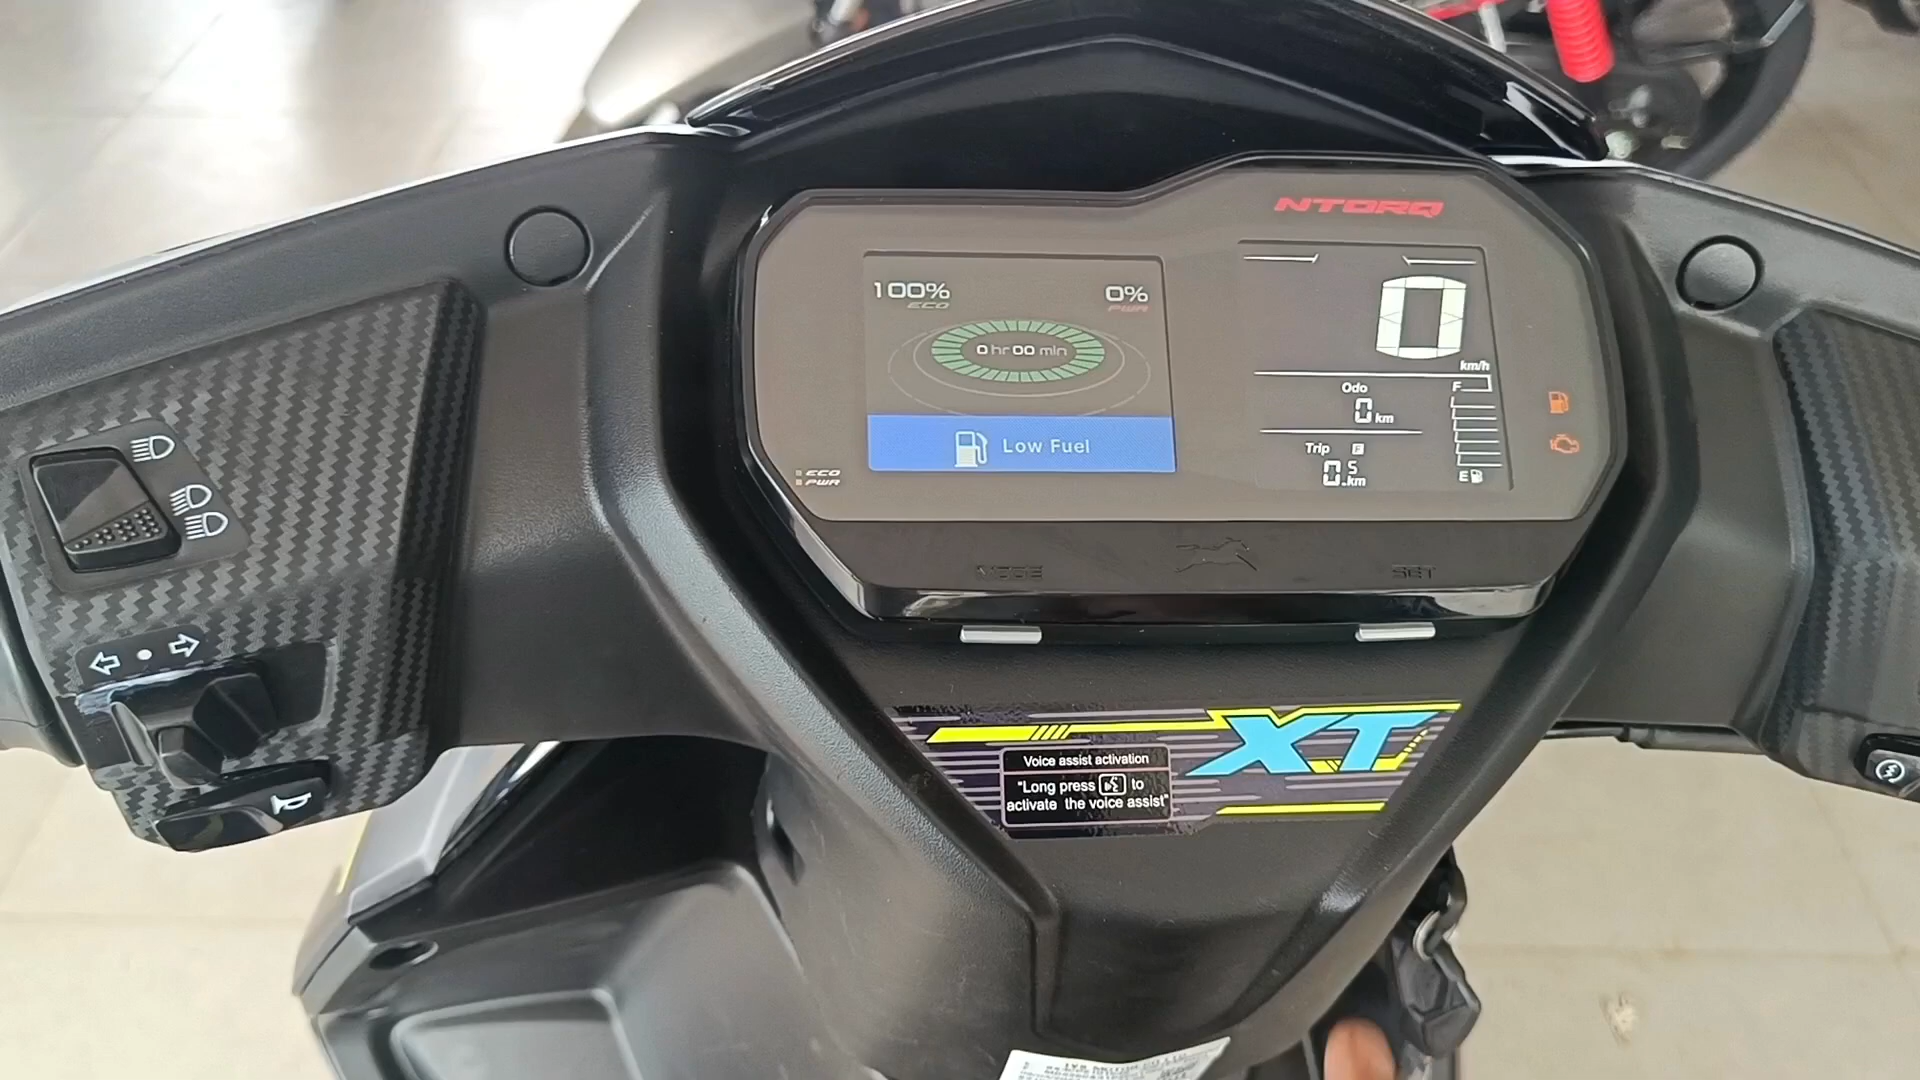 NTORQ
100%
ECO
0%
PWR
0 hr 00 min
Low Fuel
ECO
PWR
0
km/h
Odo
0 km
F
Trip F
0.5 km
E
MODE
SET
XT
Voice assist activation
"Long press to
activate the voice assist"